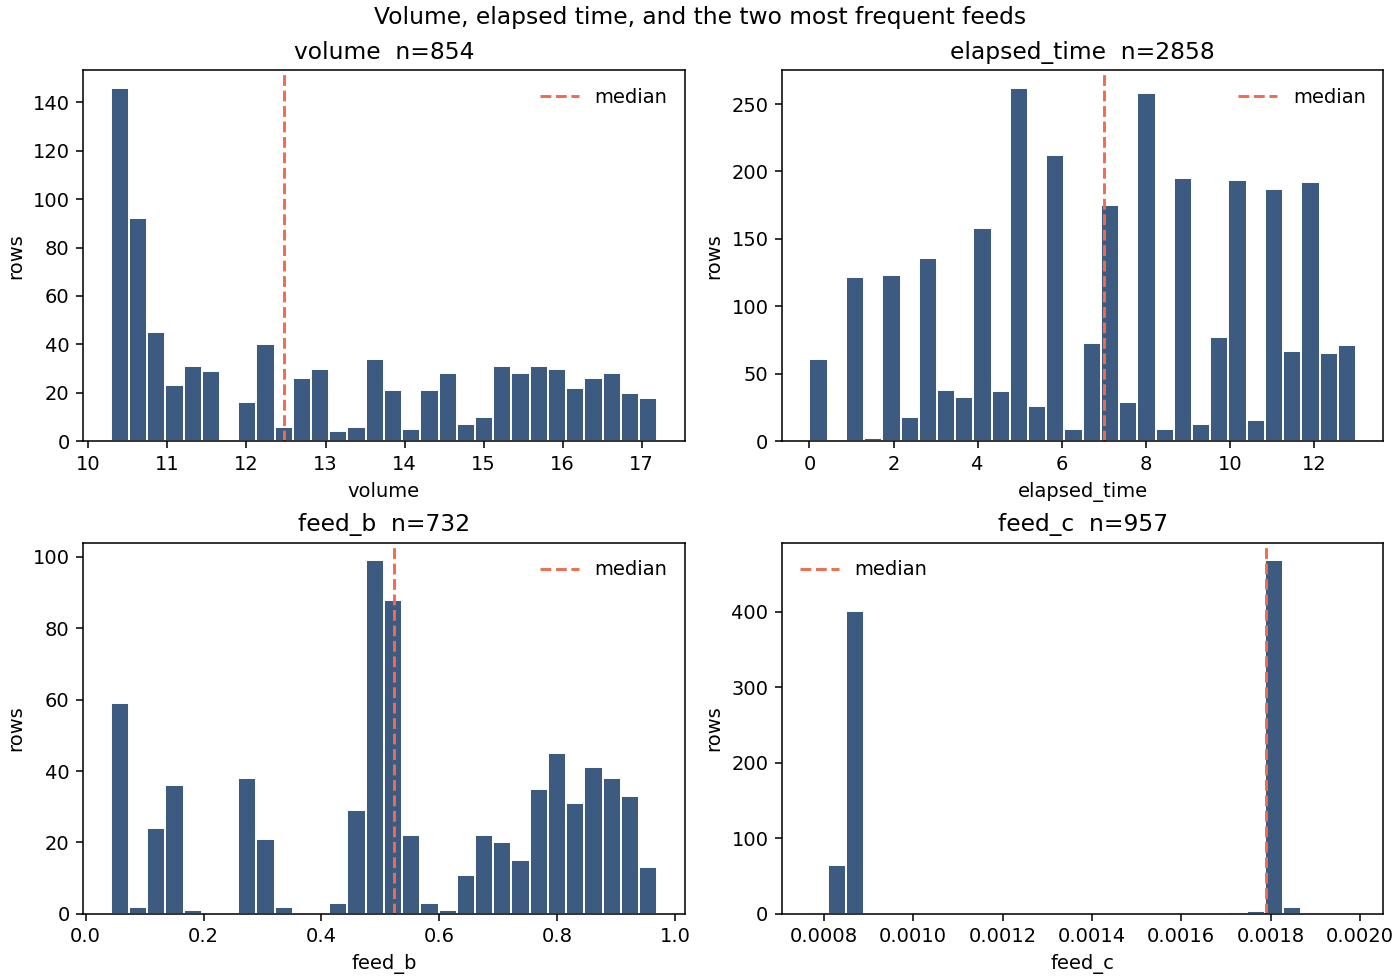 Volume, elapsed time, and the two most frequent feeds
volume  n=854
rows
140
120
100
80
60
40
20
0
median
10 11 12 13 14 15 16 17
volume
elapsed_time  n=2858
rows
250
200
150
100
50
0
median
0 2 4 6 8 10 12
elapsed_time
feed_b  n=732
rows
100
80
60
40
20
0
median
0.0 0.2 0.4 0.6 0.8 1.0
feed_b
feed_c  n=957
rows
400
300
200
100
0
median
0.0008 0.0010 0.0012 0.0014 0.0016 0.0018 0.0020
feed_c